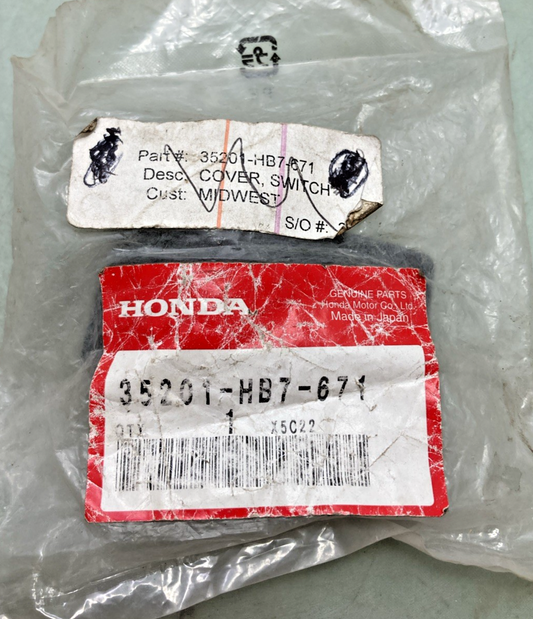 Part #: 35201-HB7-671
Desc: COVER, SWITCH
Cust: MIDWEST
S/O #:
HONDA
GENUINE PARTS
Honda Motor Co., Ltd.
Made in Japan
35201-HB7-671
QTY 1 X5C22